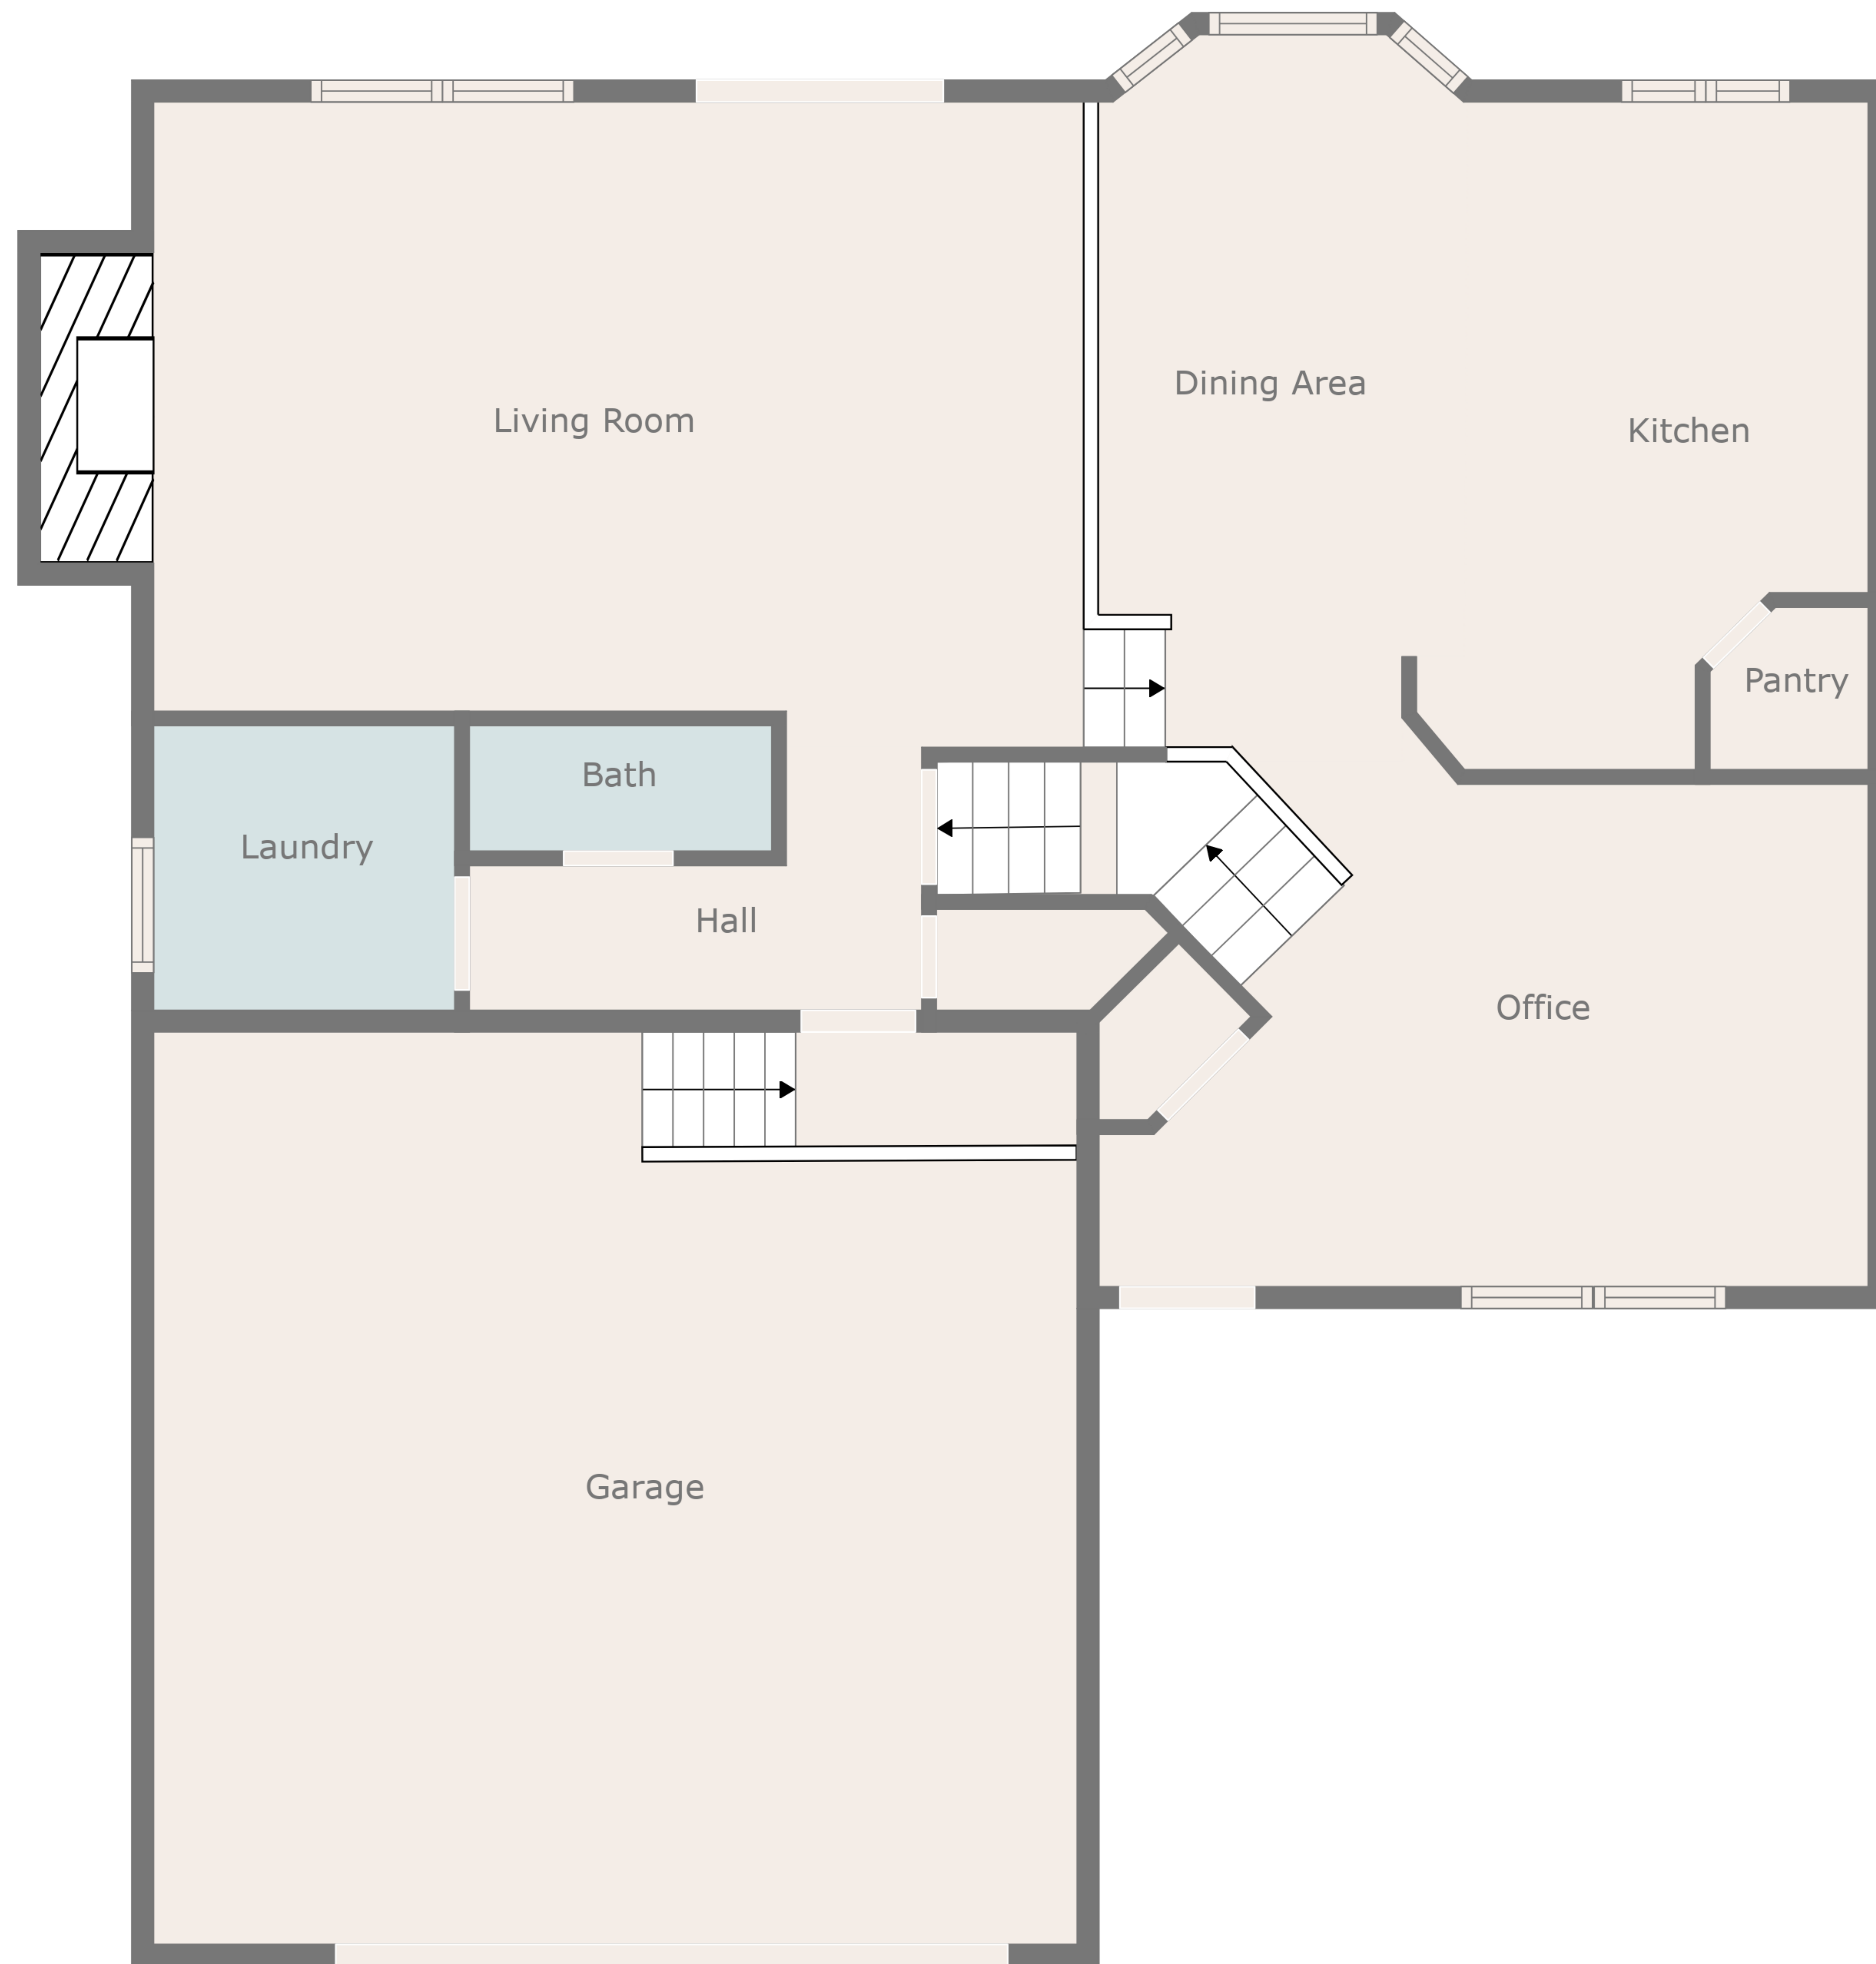 Dining Area
Living Room
Kitchen
Pantry
Bath
Laundry
Hall
Office
Garage